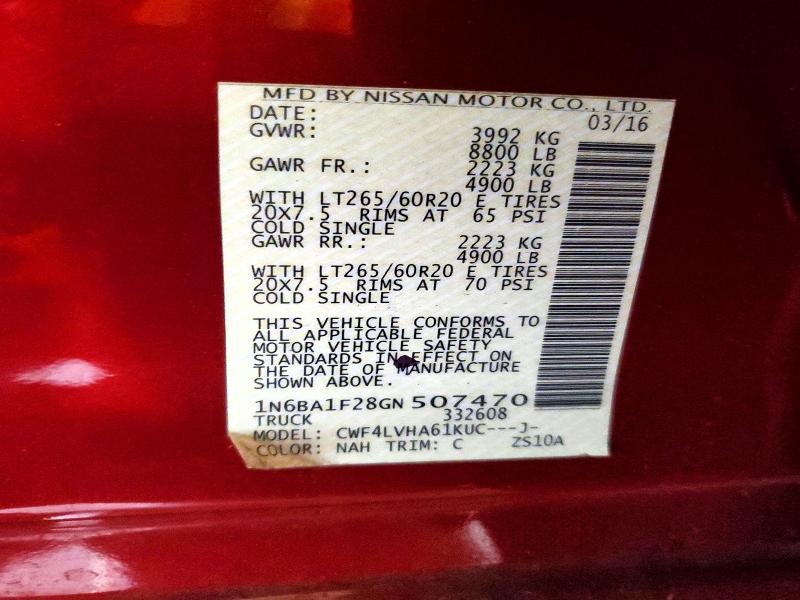 MFD BY NISSAN MOTOR CO., LTD.
DATE: 03/16
GVWR: 3992 KG
8800 LB
GAWR FR.: 2223 KG
4900 LB
WITH LT265/60R20 E TIRES
20X7.5 RIMS AT 65 PSI
COLD SINGLE
GAWR RR.: 2223 KG
4900 LB
WITH LT265/60R20 E TIRES
20X7.5 RIMS AT 70 PSI
COLD SINGLE
THIS VEHICLE CONFORMS TO
ALL APPLICABLE FEDERAL
MOTOR VEHICLE SAFETY
STANDARDS IN EFFECT ON
THE DATE OF MANUFACTURE
SHOWN ABOVE.
1N6BA1F28GN507470
TRUCK 332608
MODEL: CWF4LVHA61KUC---J-
COLOR: NAH TRIM: C ZS10A